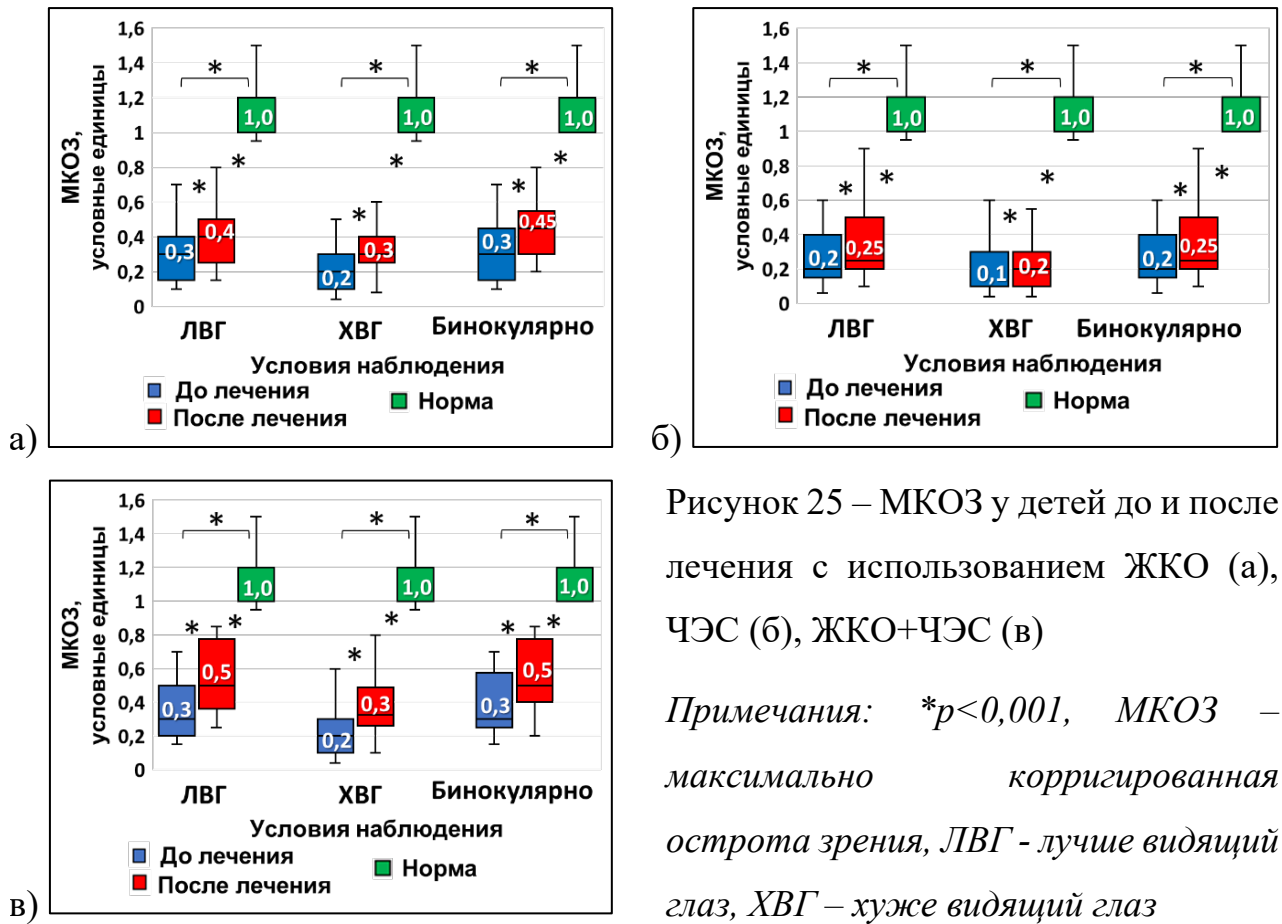 1,6
1,4
1,2
1
0,8
0,6
0,4
0,2
0
МКОЗ,
условные единицы
* * *
1,0 1,0 1,0
* * * * * *
0,3 0,4 0,2 0,3 0,3 0,45
ЛВГ ХВГ Бинокулярно
Условия наблюдения
До лечения Норма
После лечения
а)
1,6
1,4
1,2
1
0,8
0,6
0,4
0,2
0
МКОЗ,
условные единицы
* * *
1,0 1,0 1,0
* * * * * *
0,2 0,25 0,1 0,2 0,2 0,25
ЛВГ ХВГ Бинокулярно
Условия наблюдения
До лечения Норма
После лечения
б)
1,6
1,4
1,2
1
0,8
0,6
0,4
0,2
0
МКОЗ,
условные единицы
* * *
1,0 1,0 1,0
* * * * * *
0,3 0,5 0,2 0,3 0,3 0,5
ЛВГ ХВГ Бинокулярно
Условия наблюдения
До лечения Норма
После лечения
в)
Рисунок 25 – МКОЗ у детей до и после
лечения с использованием ЖКО (а),
ЧЭС (б), ЖКО+ЧЭС (в)
Примечания: *p<0,001, МКОЗ –
максимально корригированная
острота зрения, ЛВГ - лучше видящий
глаз, ХВГ – хуже видящий глаз